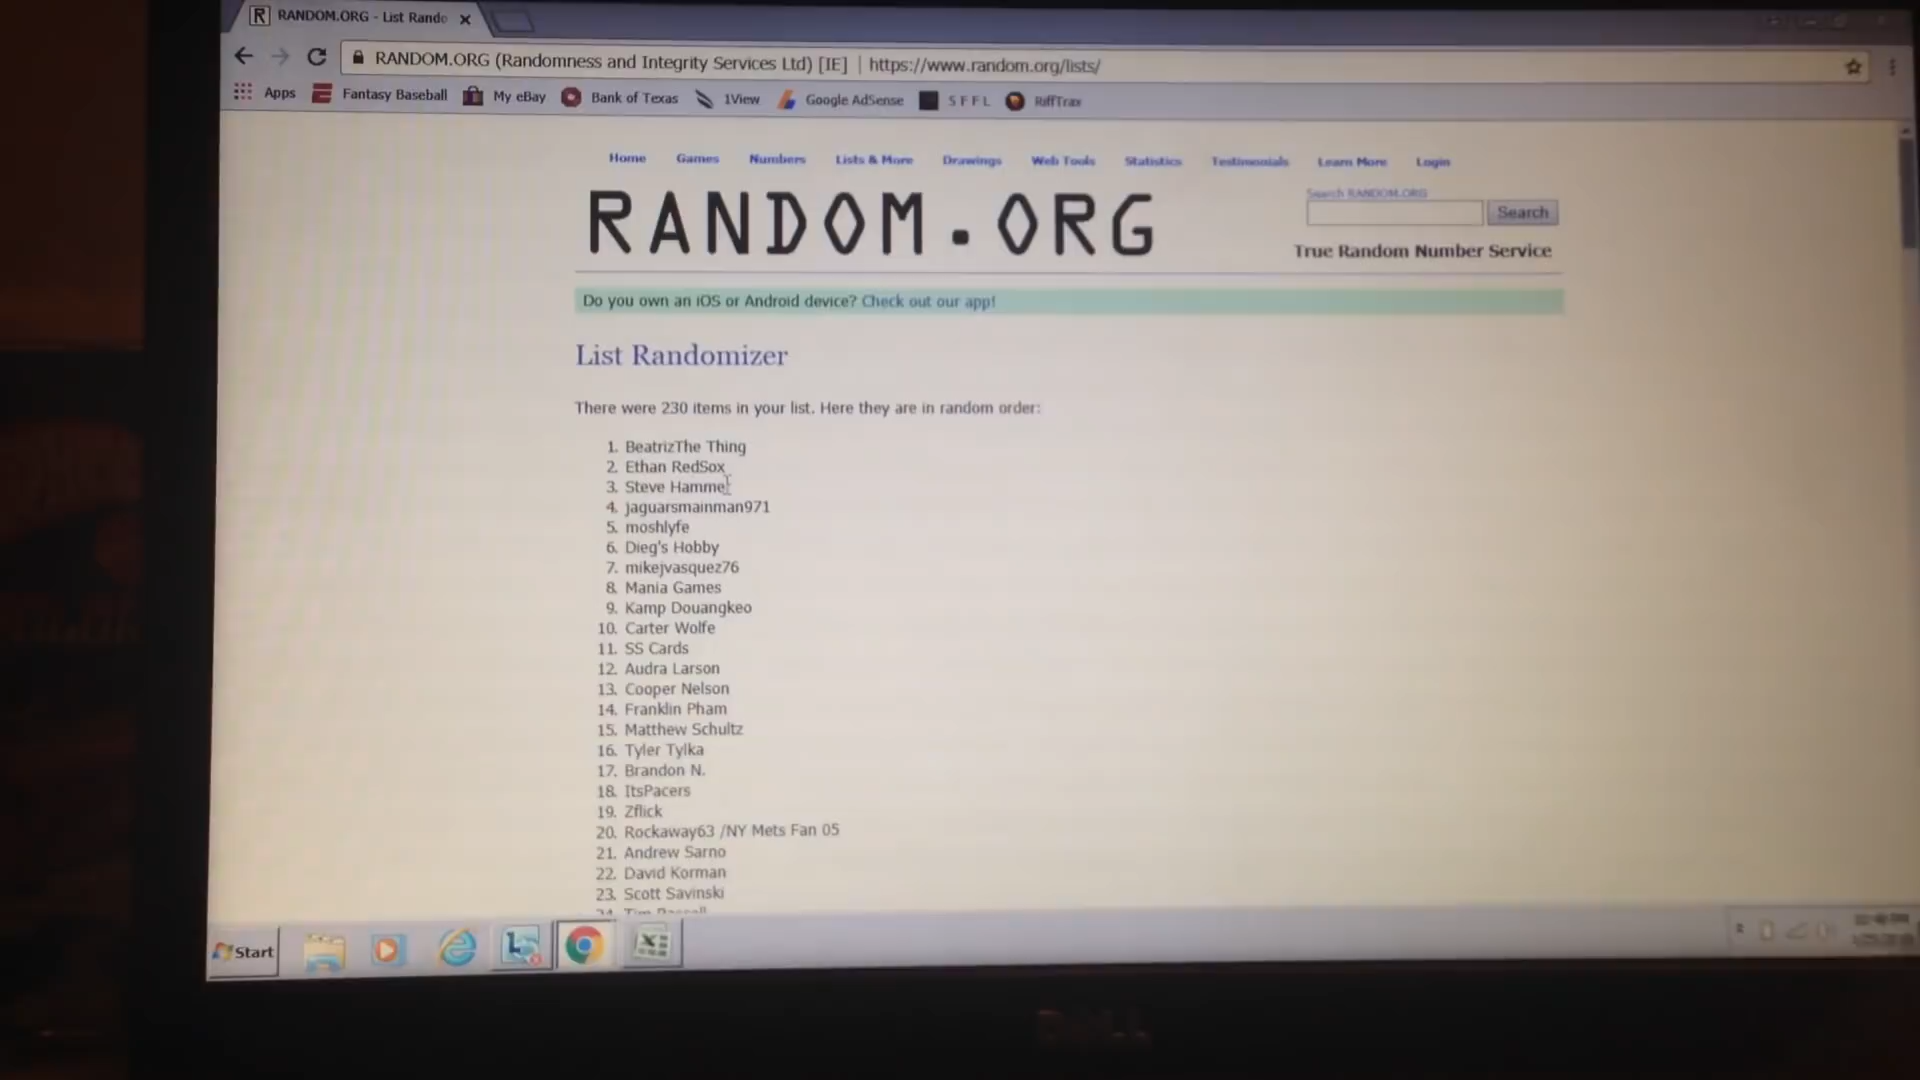 RANDOM.ORG - List Rando
RANDOM.ORG (Randomness and Integrity Services Ltd) [IE] | https://www.random.org/lists/
Apps Fantasy Baseball My eBay Bank of Texas 1View Google AdSense S F F L RiffTrax
Home Games Numbers Lists & More Drawings Web Tools Statistics Testimonials Learn More Login
RANDOM.ORG
Search RANDOM.ORG
Search
True Random Number Service
Do you own an iOS or Android device? Check out our app!
List Randomizer
There were 230 items in your list. Here they are in random order:
1. BeatrizThe Thing
2. Ethan RedSox
3. Steve Hammel
4. jaguarsmainman971
5. moshlyfe
6. Dieg's Hobby
7. mikejvasquez76
8. Mania Games
9. Kamp Douangkeo
10. Carter Wolfe
11. SS Cards
12. Audra Larson
13. Cooper Nelson
14. Franklin Pham
15. Matthew Schultz
16. Tyler Tylka
17. Brandon N.
18. ItsPacers
19. Zflick
20. Rockaway63 /NY Mets Fan 05
21. Andrew Sarno
22. David Korman
23. Scott Savinski
24. Tim
Start
DELL